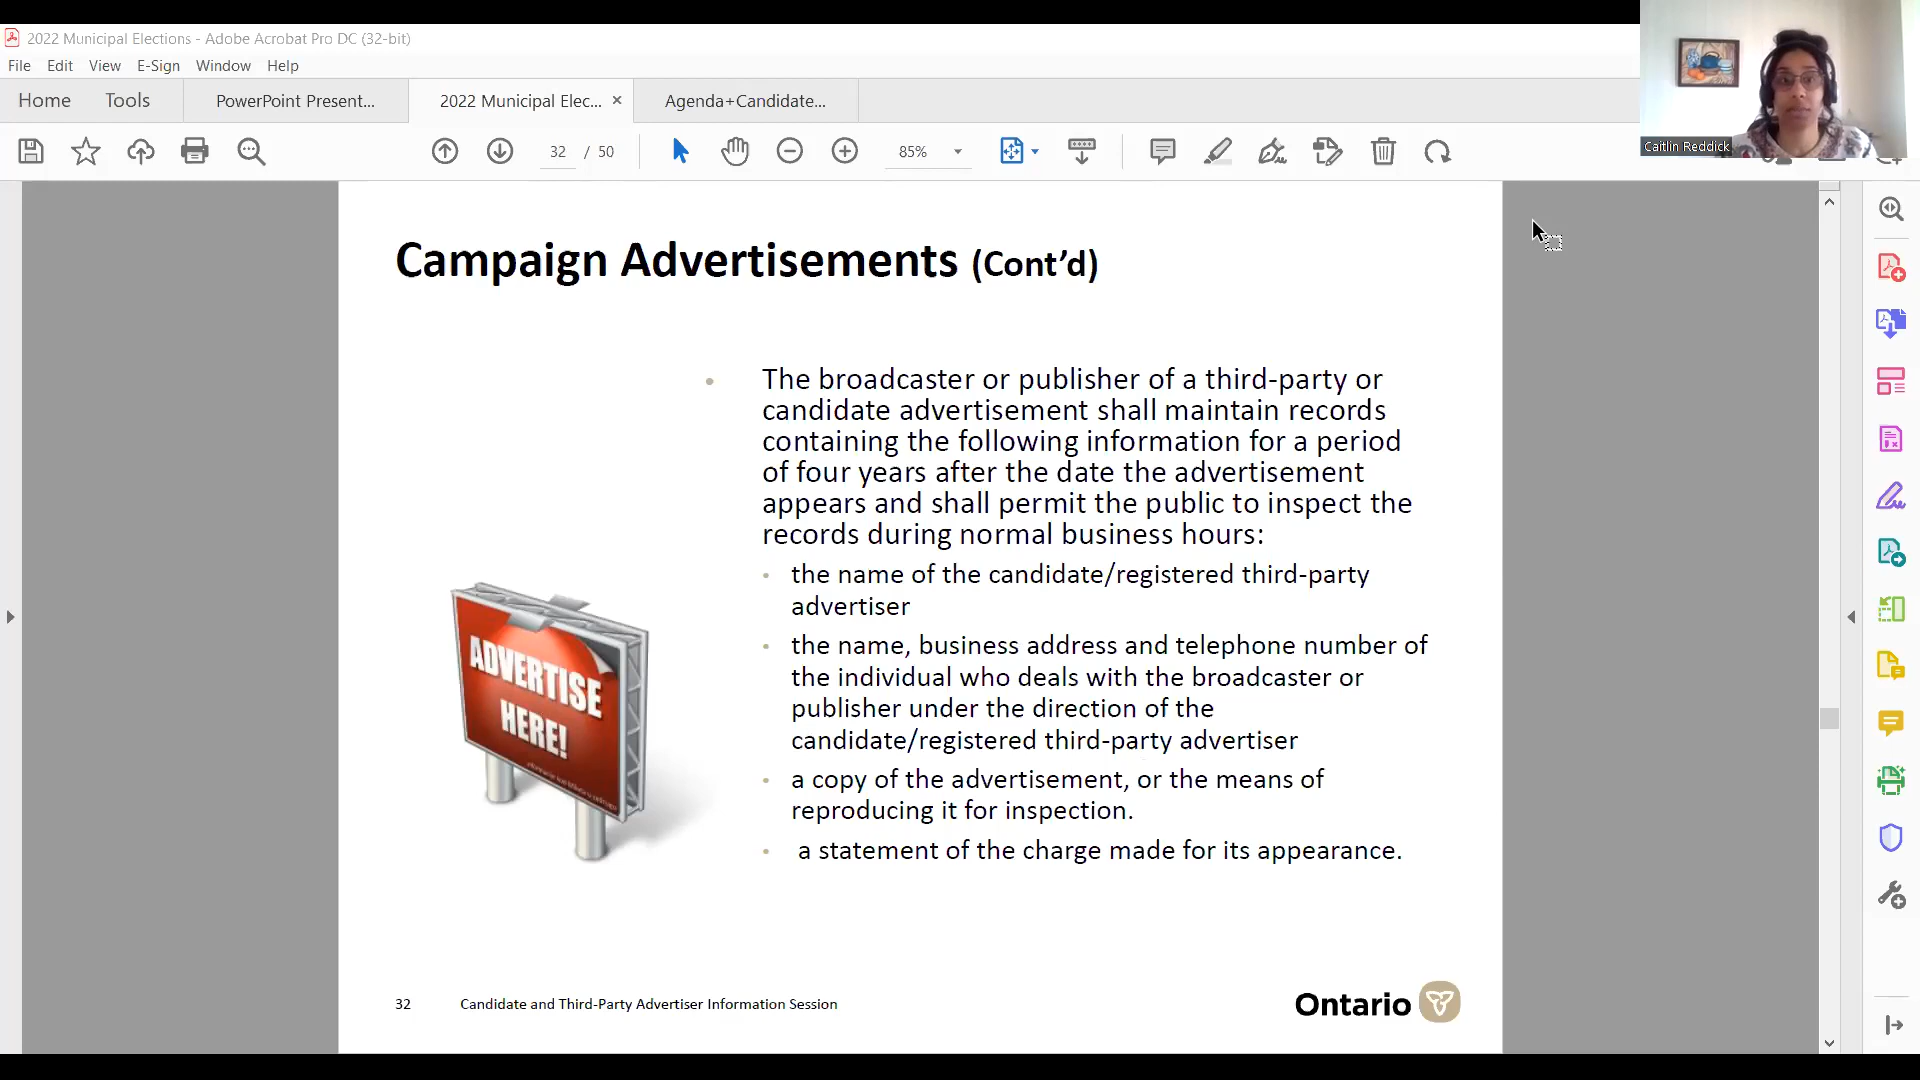 2022 Municipal Elections - Adobe Acrobat Pro DC (32-bit)
File Edit View E-Sign Window Help
Home Tools PowerPoint Present... 2022 Municipal Elec... × Agenda+Candidate...
32 / 50 85%
Caitlin Reddick
Campaign Advertisements (Cont'd)
• The broadcaster or publisher of a third-party or
candidate advertisement shall maintain records
containing the following information for a period
of four years after the date the advertisement
appears and shall permit the public to inspect the
records during normal business hours:
• the name of the candidate/registered third-party
advertiser
• the name, business address and telephone number of
the individual who deals with the broadcaster or
publisher under the direction of the
candidate/registered third-party advertiser
• a copy of the advertisement, or the means of
reproducing it for inspection.
• a statement of the charge made for its appearance.
ADVERTISE
HERE!
32 Candidate and Third-Party Advertiser Information Session
Ontario